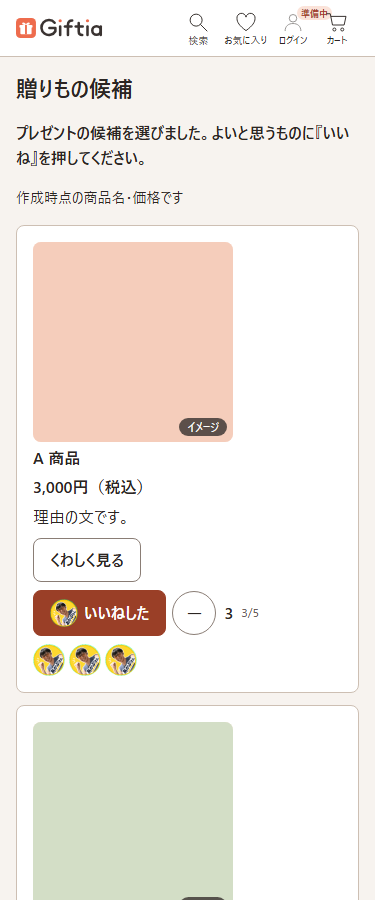 Giftia
検索
お気に入り
ログイン
準備中
カート
贈りもの候補
プレゼントの候補を選びました。よいと思うものに『いい
ね』を押してください。
作成時点の商品名・価格です
イメージ
A 商品
3,000円（税込）
理由の文です。
くわしく見る
いいねした
— 3 3/5